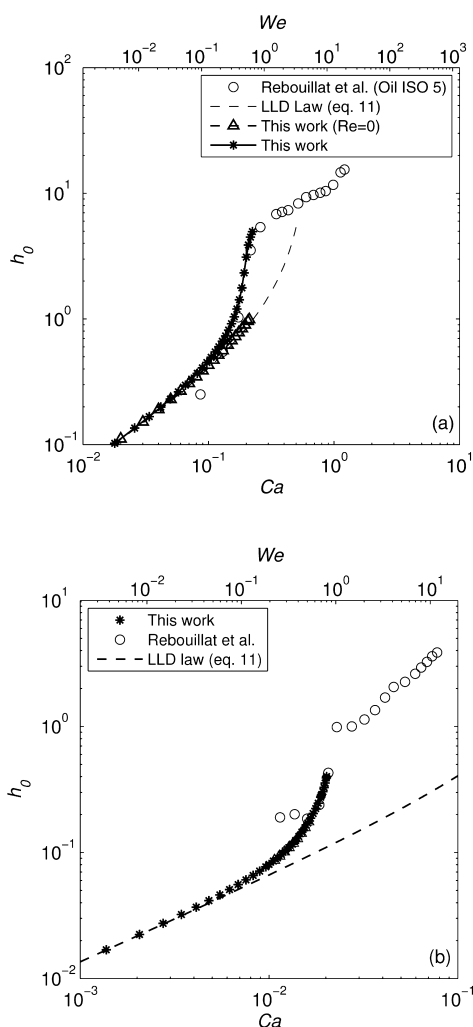 We
10^-2 10^-1 10^0 10^1 10^2 10^3
10^2
Rebouillat et al. (Oil ISO 5)
LLD Law (eq. 11)
This work (Re=0)
This work
10^1
h_0
10^0
10^-1
(a)
10^-2 10^-1 10^0 10^1
Ca
We
10^-2 10^-1 10^0 10^1
10^1
This work
Rebouillat et al.
LLD law (eq. 11)
10^0
h_0
10^-1
10^-2
(b)
10^-3 10^-2 10^-1
Ca